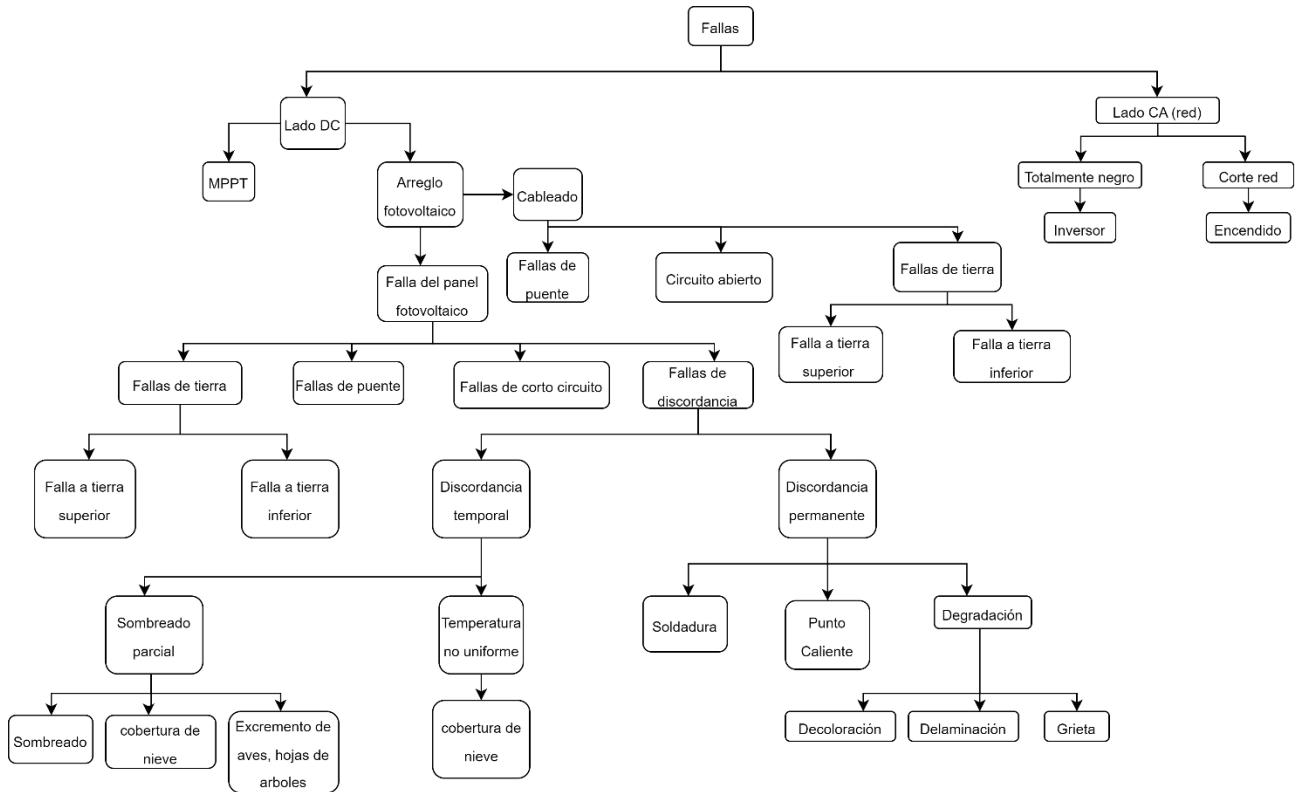 Fallas
Lado DC
Lado CA (red)
MPPT
Arreglo
fotovoltaico
Cableado
Totalmente negro
Corte red
Inversor
Encendido
Fallas de
puente
Circuito abierto
Fallas de tierra
Falla del panel
fotovoltaico
Falla a tierra
superior
Falla a tierra
inferior
Fallas de tierra
Fallas de puente
Fallas de corto circuito
Fallas de
discordancia
Falla a tierra
superior
Falla a tierra
inferior
Discordancia
temporal
Discordancia
permanente
Sombreado
parcial
Temperatura
no uniforme
Soldadura
Punto
Caliente
Degradación
Sombreado
cobertura de
nieve
Excremento de
aves, hojas de
arboles
cobertura de
nieve
Decoloración
Delaminación
Grieta